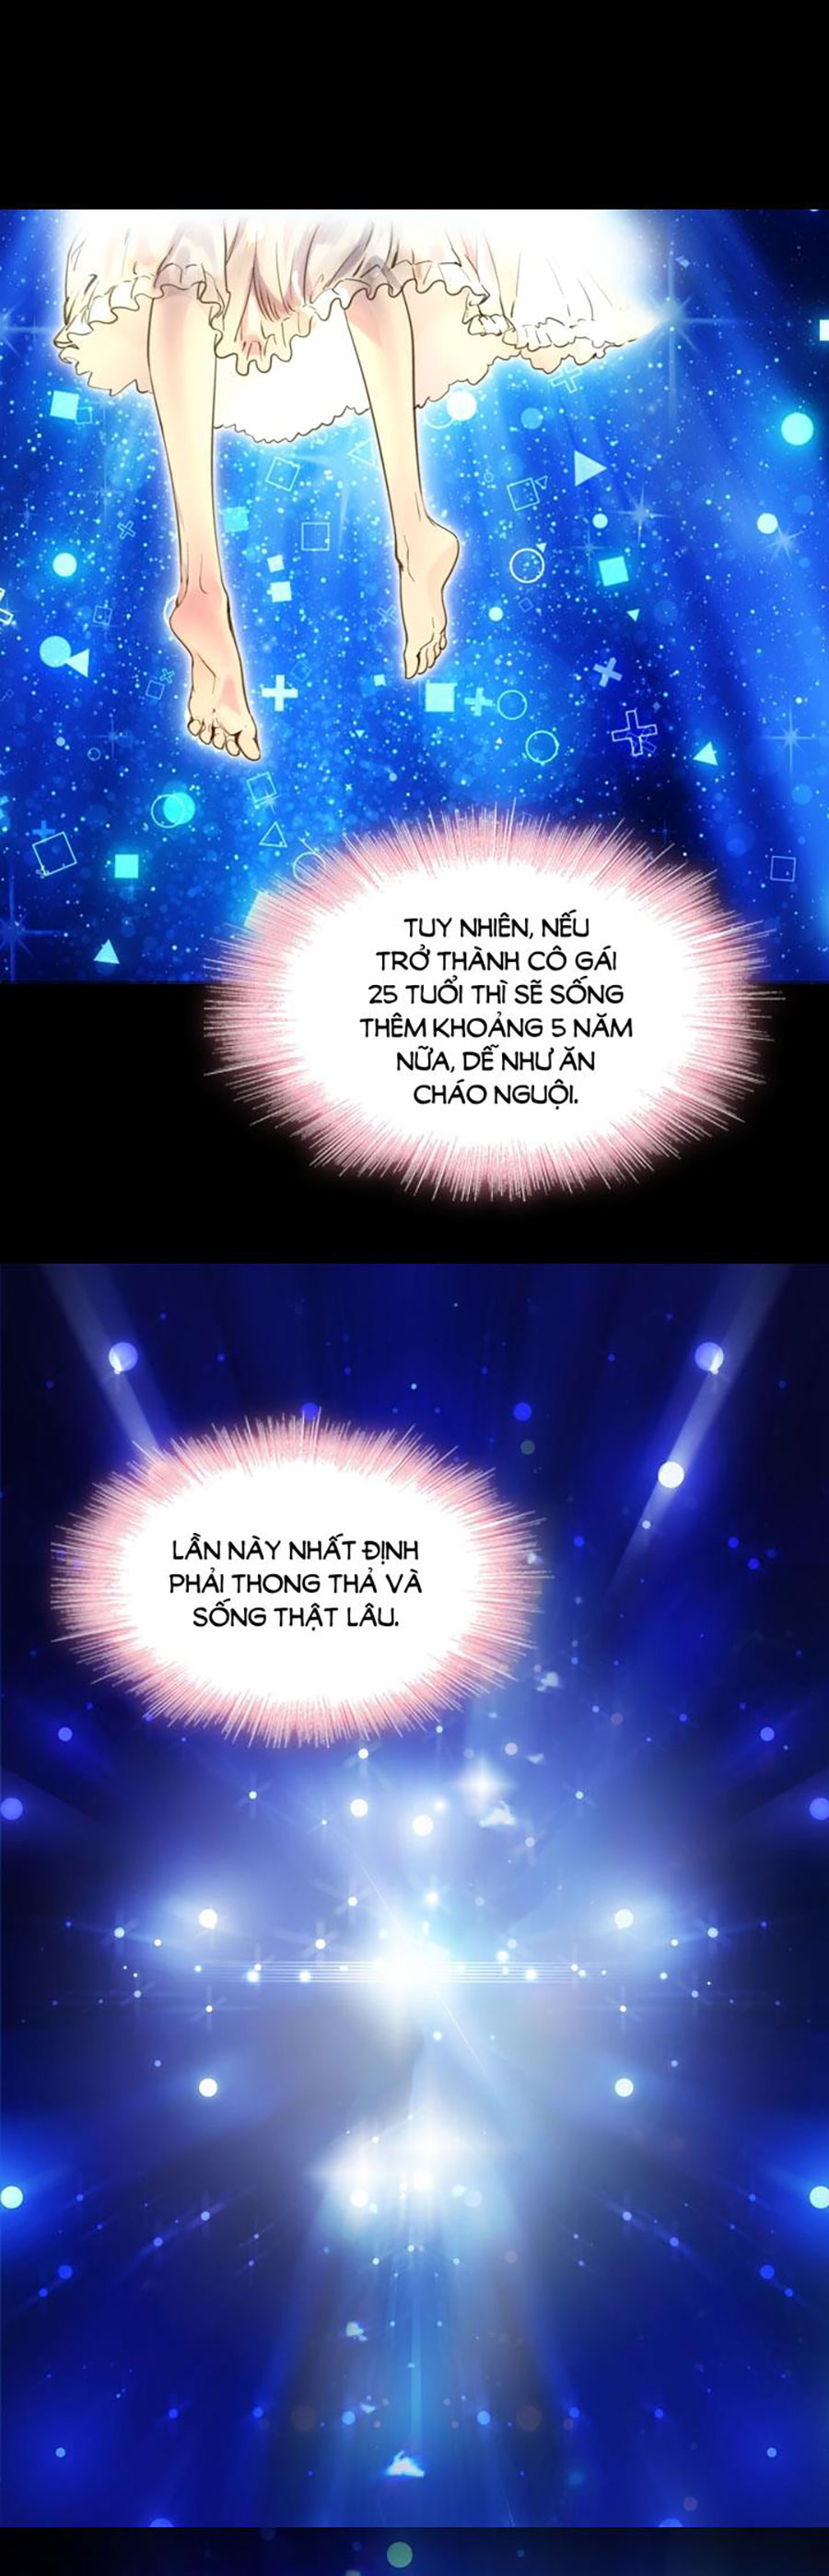 TUY NHIÊN, NẾU
TRỞ THÀNH CÔ GÁI
25 TUỔI THÌ SẼ SỐNG
THÊM KHOẢNG 5 NĂM
NỮA, DỄ NHƯ ĂN
CHÁO NGUỘI.
LẦN NÀY NHẤT ĐỊNH
PHẢI THONG THẢ VÀ
SỐNG THẬT LÂU.